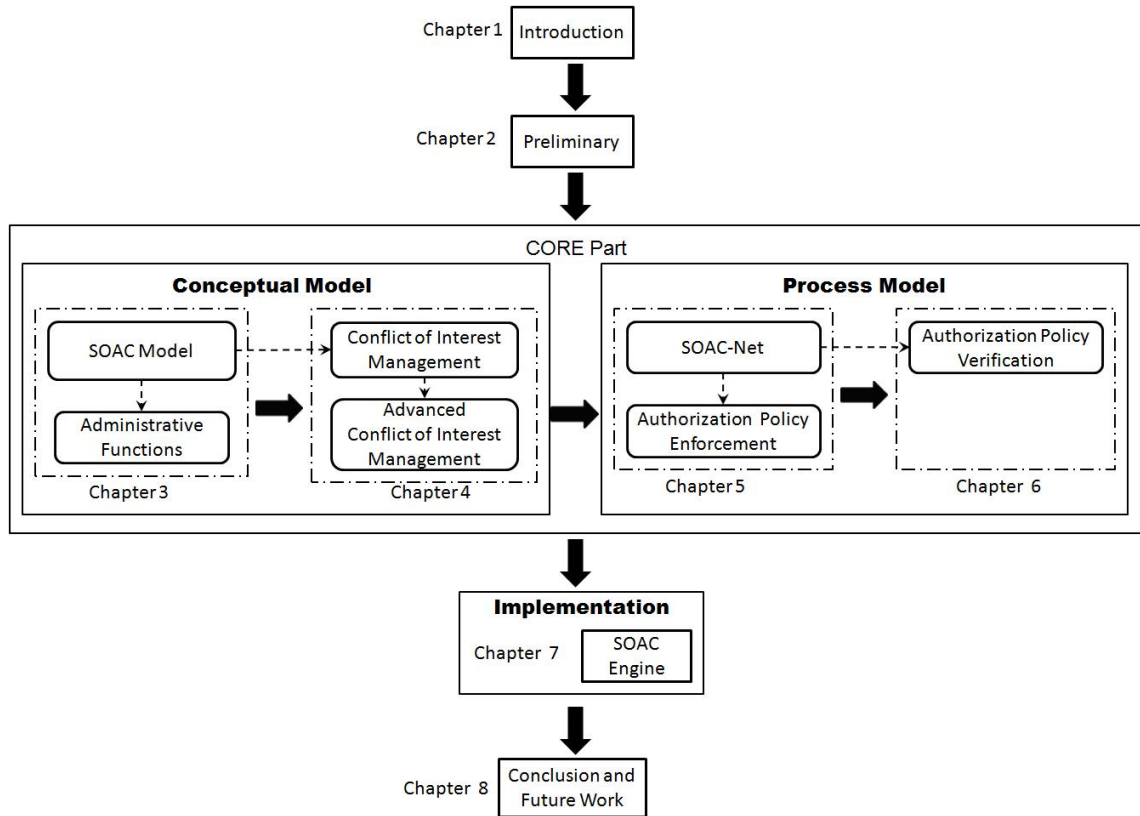 Chapter 1
Introduction
Chapter 2
Preliminary
CORE Part
Conceptual Model
SOAC Model
Administrative
Functions
Chapter 3
Conflict of Interest
Management
Advanced
Conflict of Interest
Management
Chapter 4
Process Model
SOAC-Net
Authorization Policy
Enforcement
Chapter 5
Authorization Policy
Verification
Chapter 6
Implementation
Chapter 7
SOAC
Engine
Chapter 8
Conclusion and
Future Work